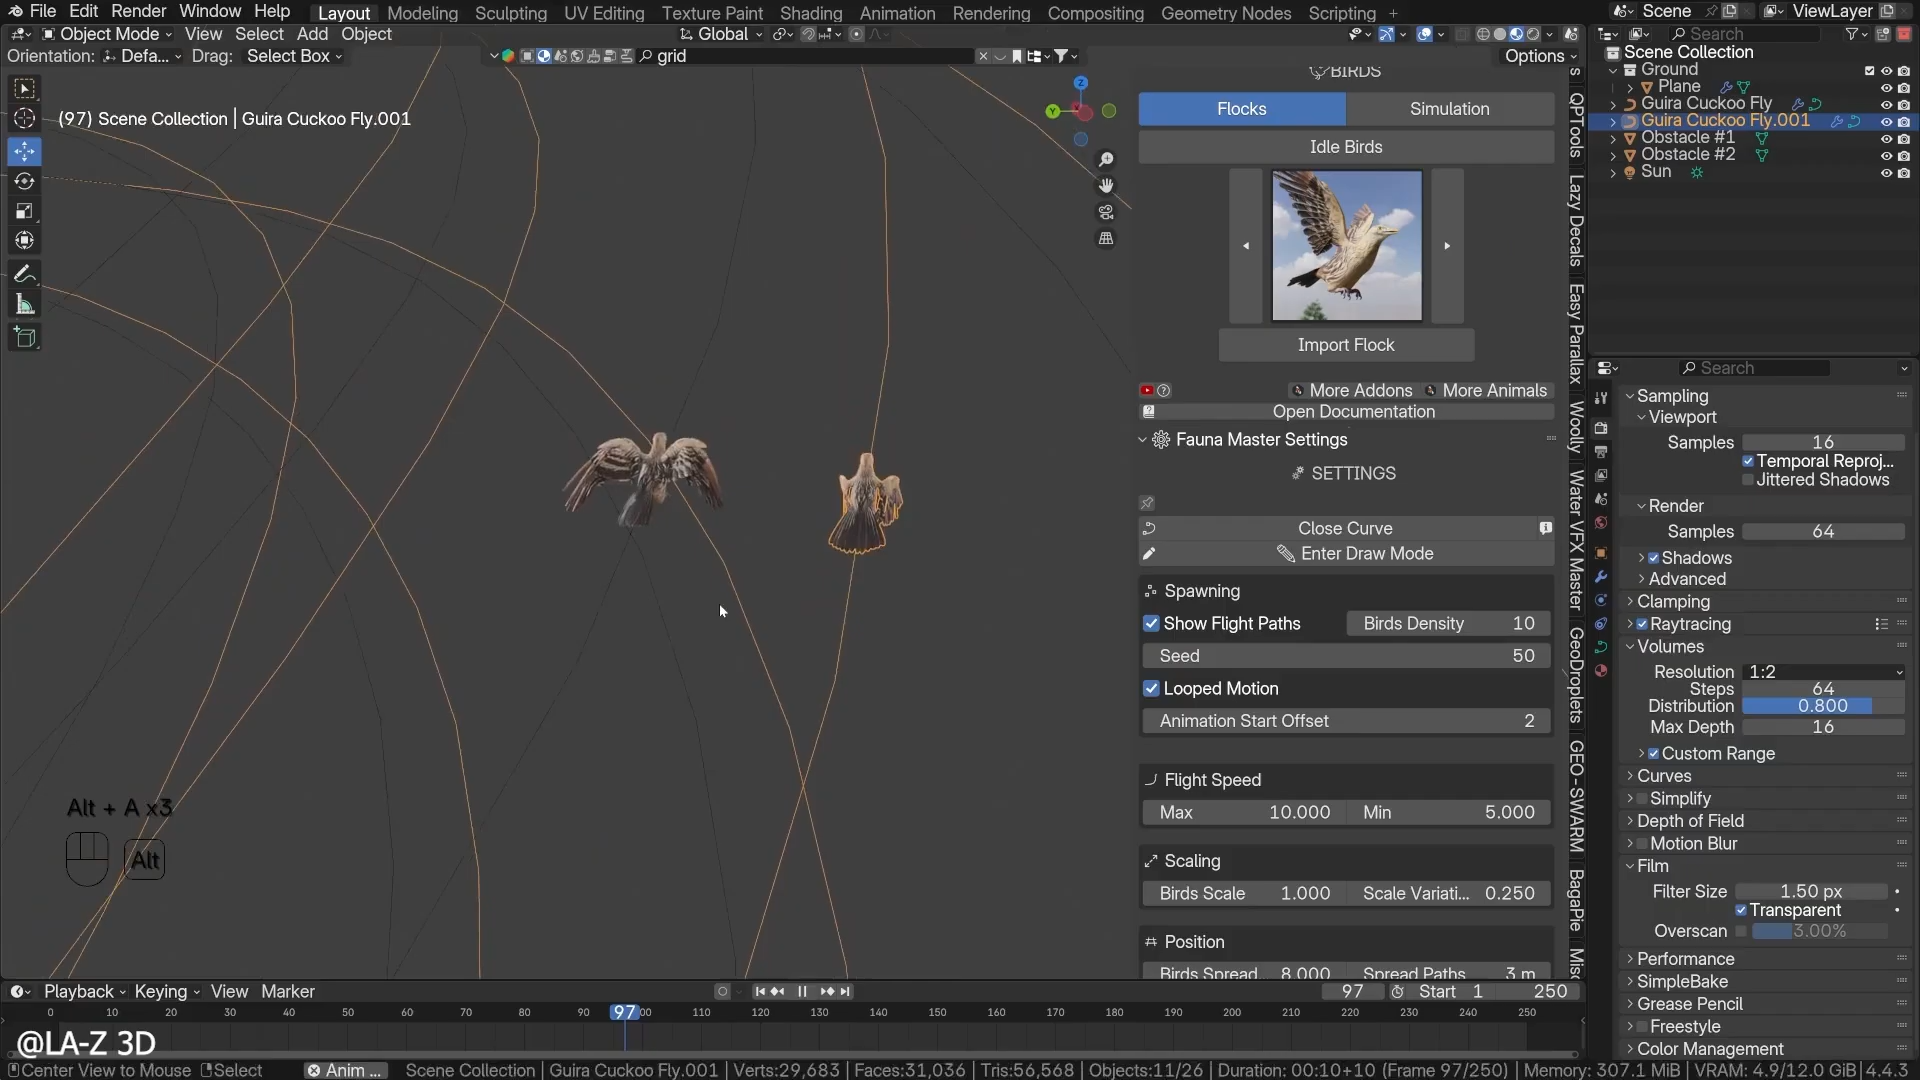 File Edit Render Window Help Layout Modeling Sculpting UV Editing Texture Paint Shading Animation Rendering Compositing Geometry Nodes Scripting + Scene ViewLayer
Object Mode View Select Add Object Global Search
Orientation: Defa... Drag: Select Box grid Options
Scene Collection
Ground
Plane
Guira Cuckoo Fly
Guira Cuckoo Fly.001
Obstacle #1
Obstacle #2
Sun
(97) Scene Collection | Guira Cuckoo Fly.001
Z
Y
BIRDS
Flocks Simulation
Idle Birds
Import Flock
More Addons More Animals
Open Documentation
Fauna Master Settings
SETTINGS
Close Curve
Enter Draw Mode
Spawning
Show Flight Paths Birds Density 10
Seed 50
Looped Motion
Animation Start Offset 2
Flight Speed
Max 10.000 Min 5.000
Scaling
Birds Scale 1.000 Scale Variati... 0.250
Position
Birds Spread 8.000 Spread Paths 3 m
s
QPTools
Lazy Decals
Easy Parallax
Woolly
Water VFX Master
GeoDroplets
GEO-SWARM
BagaPie
Misc
Search
Sampling
Viewport
Samples 16
Temporal Reproj...
Jittered Shadows
Render
Samples 64
Shadows
Advanced
Clamping
Raytracing
Volumes
Resolution 1:2
Steps 64
Distribution 0.800
Max Depth 16
Custom Range
Curves
Simplify
Depth of Field
Motion Blur
Film
Filter Size 1.50 px
Transparent
Overscan 3.00%
Performance
SimpleBake
Grease Pencil
Freestyle
Color Management
Alt + A x3
Alt
Playback Keying View Marker 97 Start 1 250
0 10 20 30 40 50 60 70 80 90 97 00 110 120 130 140 150 160 170 180 190 200 210 220 230 240 250
@LA-Z 3D
Center View to Mouse Select Anim ... Scene Collection | Guira Cuckoo Fly.001 | Verts:29,683 | Faces:31,036 | Tris:56,568 | Objects:11/26 | Duration: 00:10+10 (Frame 97/250) | Memory: 307.1 MiB | VRAM: 4.9/12.0 GiB | 4.4.3